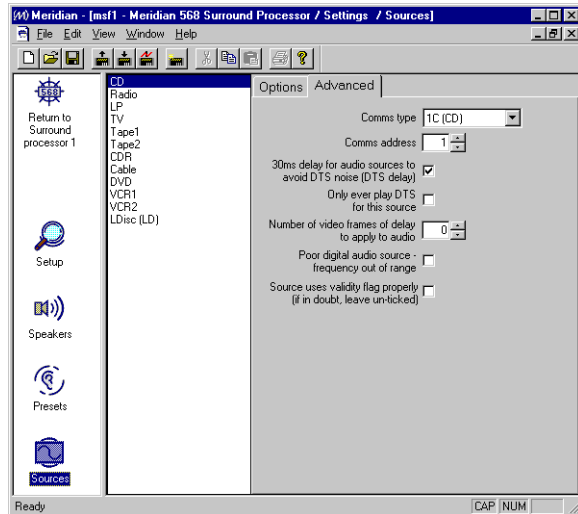 Meridian - [msf1 - Meridian 568 Surround Processor / Settings / Sources]
File Edit View Window Help
568
Return to
Surround
processor 1
Setup
Speakers
Presets
Sources
CD
Radio
LP
TV
Tape1
Tape2
CDR
Cable
DVD
VCR1
VCR2
LDisc (LD)
Options Advanced
Comms type 1C (CD)
Comms address 1
30ms delay for audio sources to
avoid DTS noise (DTS delay)
Only ever play DTS
for this source
Number of video frames of delay
to apply to audio 0
Poor digital audio source -
frequency out of range
Source uses validity flag properly
(if in doubt, leave un-ticked)
Ready CAP NUM